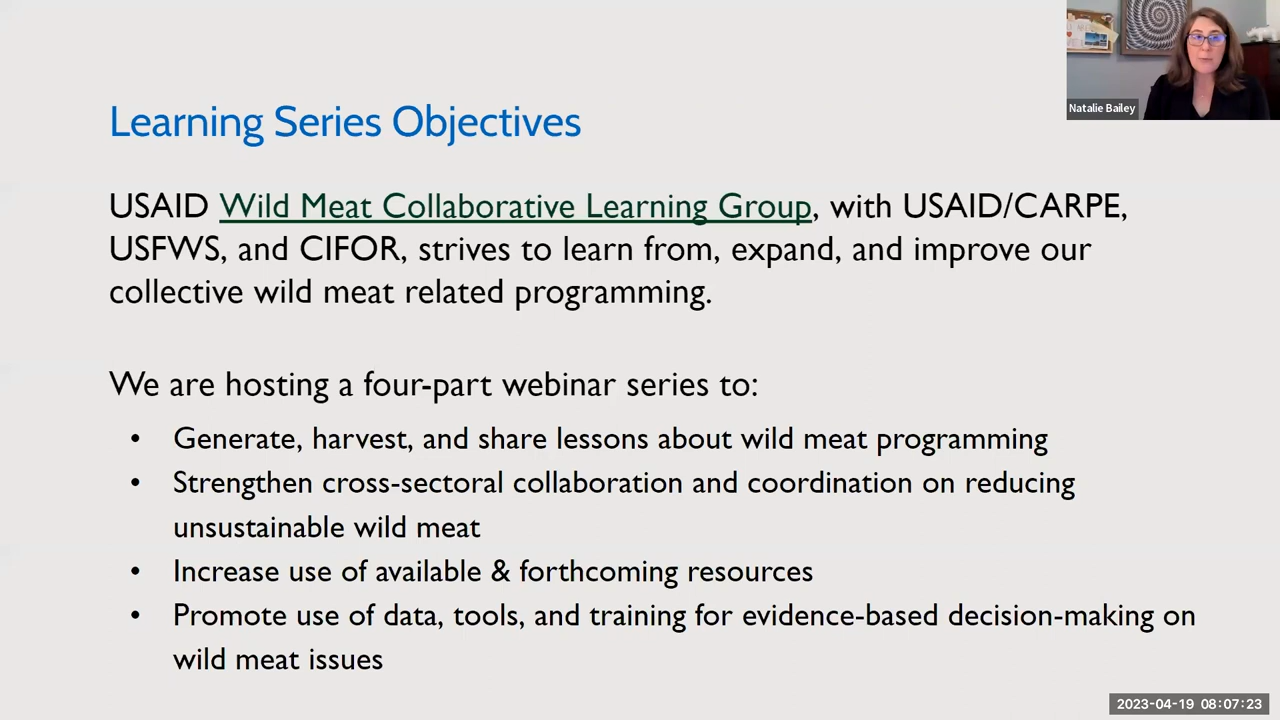 Natalie Bailey
Learning Series Objectives
USAID Wild Meat Collaborative Learning Group, with USAID/CARPE,
USFWS, and CIFOR, strives to learn from, expand, and improve our
collective wild meat related programming.
We are hosting a four-part webinar series to:
• Generate, harvest, and share lessons about wild meat programming
• Strengthen cross-sectoral collaboration and coordination on reducing
unsustainable wild meat
• Increase use of available & forthcoming resources
• Promote use of data, tools, and training for evidence-based decision-making on
wild meat issues
2023-04-19 08:07:23